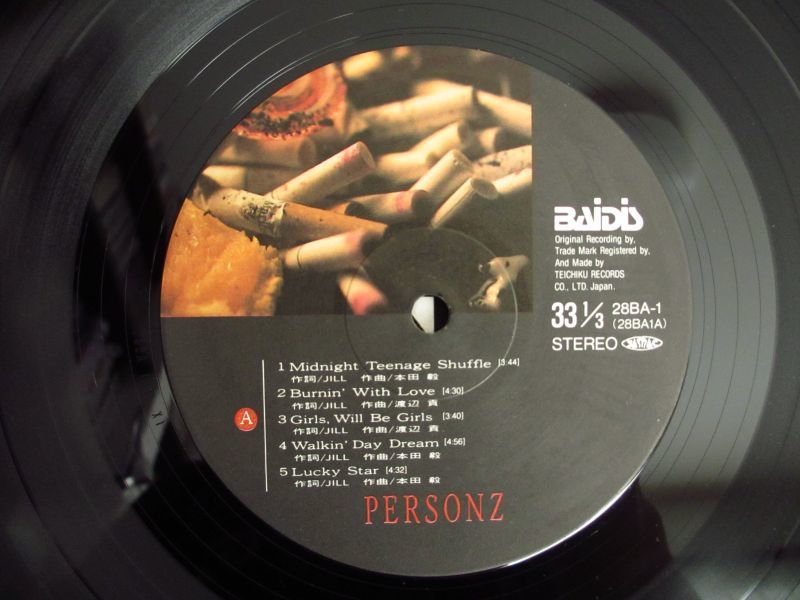 BAIDIS
Original Recording by,
Trade Mark Registered by,
And Made by
TEICHIKU RECORDS
CO., LTD. Japan.
33 1/3 28BA-1
(28BA1A)
STEREO
1 Midnight Teenage Shuffle [3:44]
作詞/JILL 作曲/本田 毅
2 Burnin' With Love [4:30]
作詞/JILL 作曲/渡辺 貢
A
3 Girls, Will Be Girls [3:40]
作詞/JILL 作曲/渡辺 貢
4 Walkin' Day Dream [4:56]
作詞/JILL 作曲/本田 毅
5 Lucky Star [4:32]
作詞/JILL 作曲/本田 毅
PERSONZ